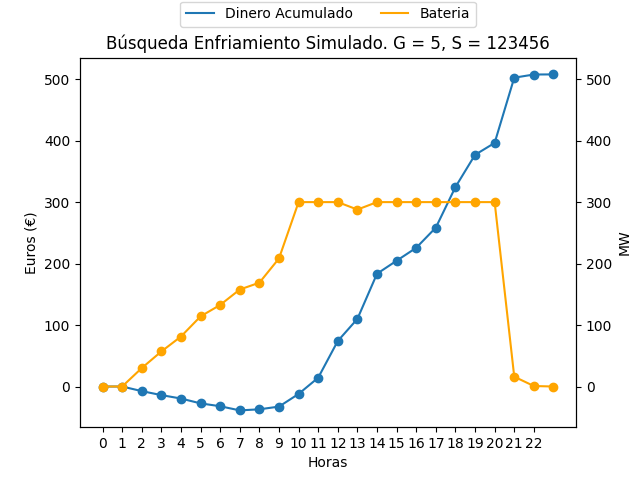 Dinero Acumulado Bateria
Búsqueda Enfriamiento Simulado. G = 5, S = 123456
500 500
400 400
300 300
200 200
100 100
0 0
Euros (€)
MW
0 1 2 3 4 5 6 7 8 9 10 11 12 13 14 15 16 17 18 19 20 21 22
Horas